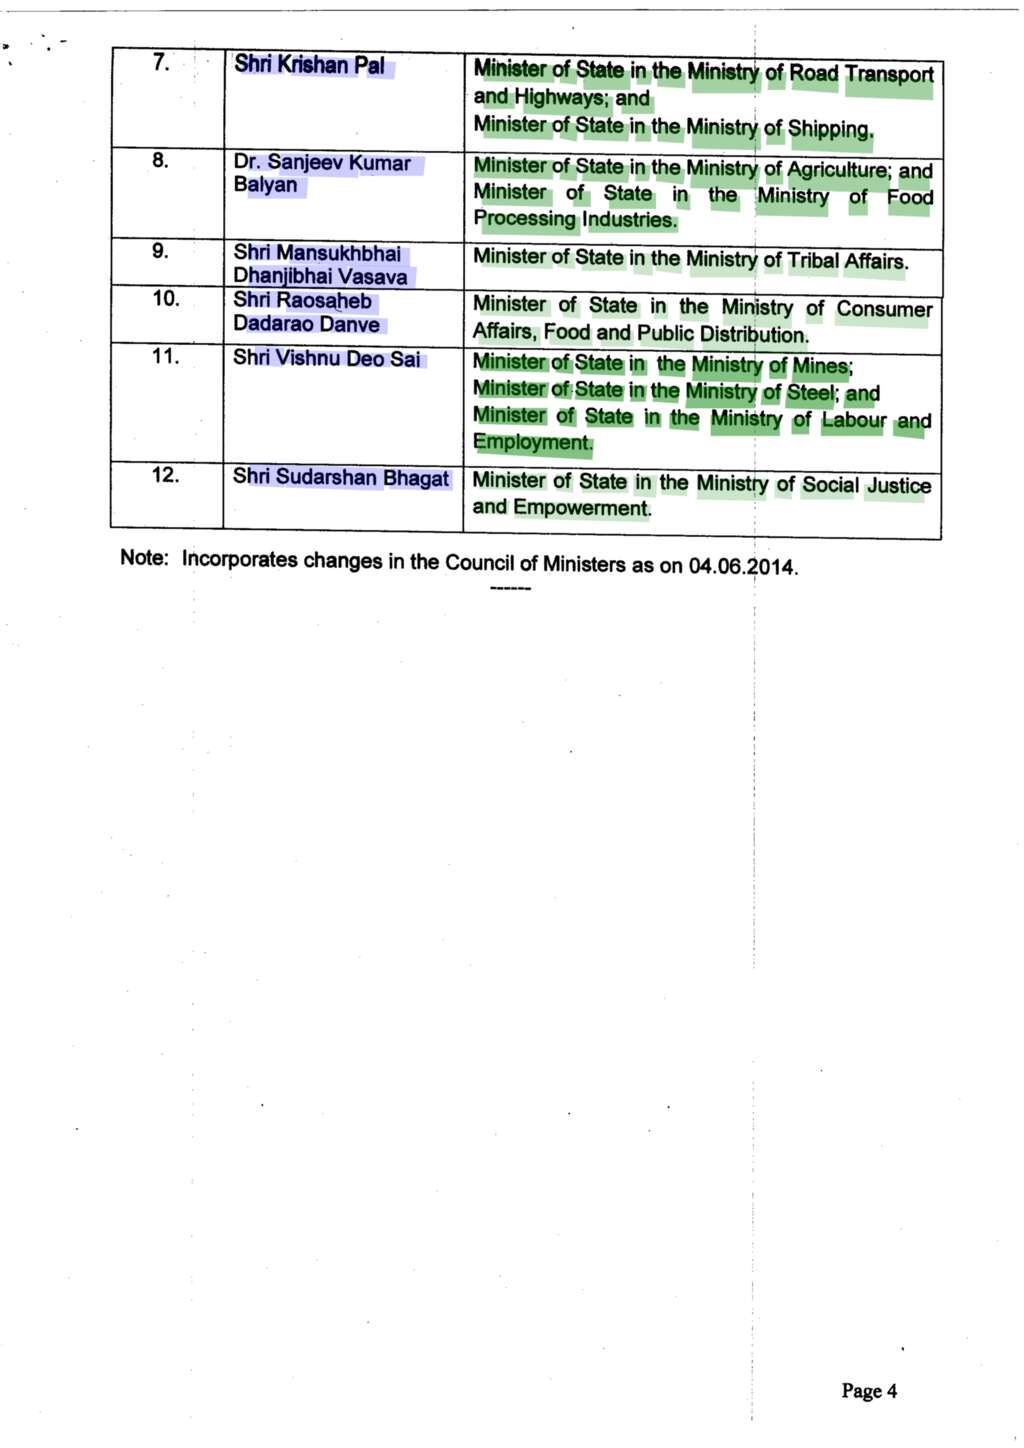 7. Shri Krishan Pal Minister of State in the Ministry of Road Transport
and Highways; and
Minister of State in the Ministry of Shipping.
8. Dr. Sanjeev Kumar Minister of State in the Ministry of Agriculture; and
Balyan Minister of State in the Ministry of Food
Processing Industries.
9. Shri Mansukhbhai Minister of State in the Ministry of Tribal Affairs.
Dhanjibhai Vasava
10. Shri Raosaheb Minister of State in the Ministry of Consumer
Dadarao Danve Affairs, Food and Public Distribution.
11. Shri Vishnu Deo Sai Minister of State in the Ministry of Mines;
Minister of State in the Ministry of Steel; and
Minister of State in the Ministry of Labour and
Employment.
12. Shri Sudarshan Bhagat Minister of State in the Ministry of Social Justice
and Empowerment.
Note: Incorporates changes in the Council of Ministers as on 04.06.2014.
------
Page 4